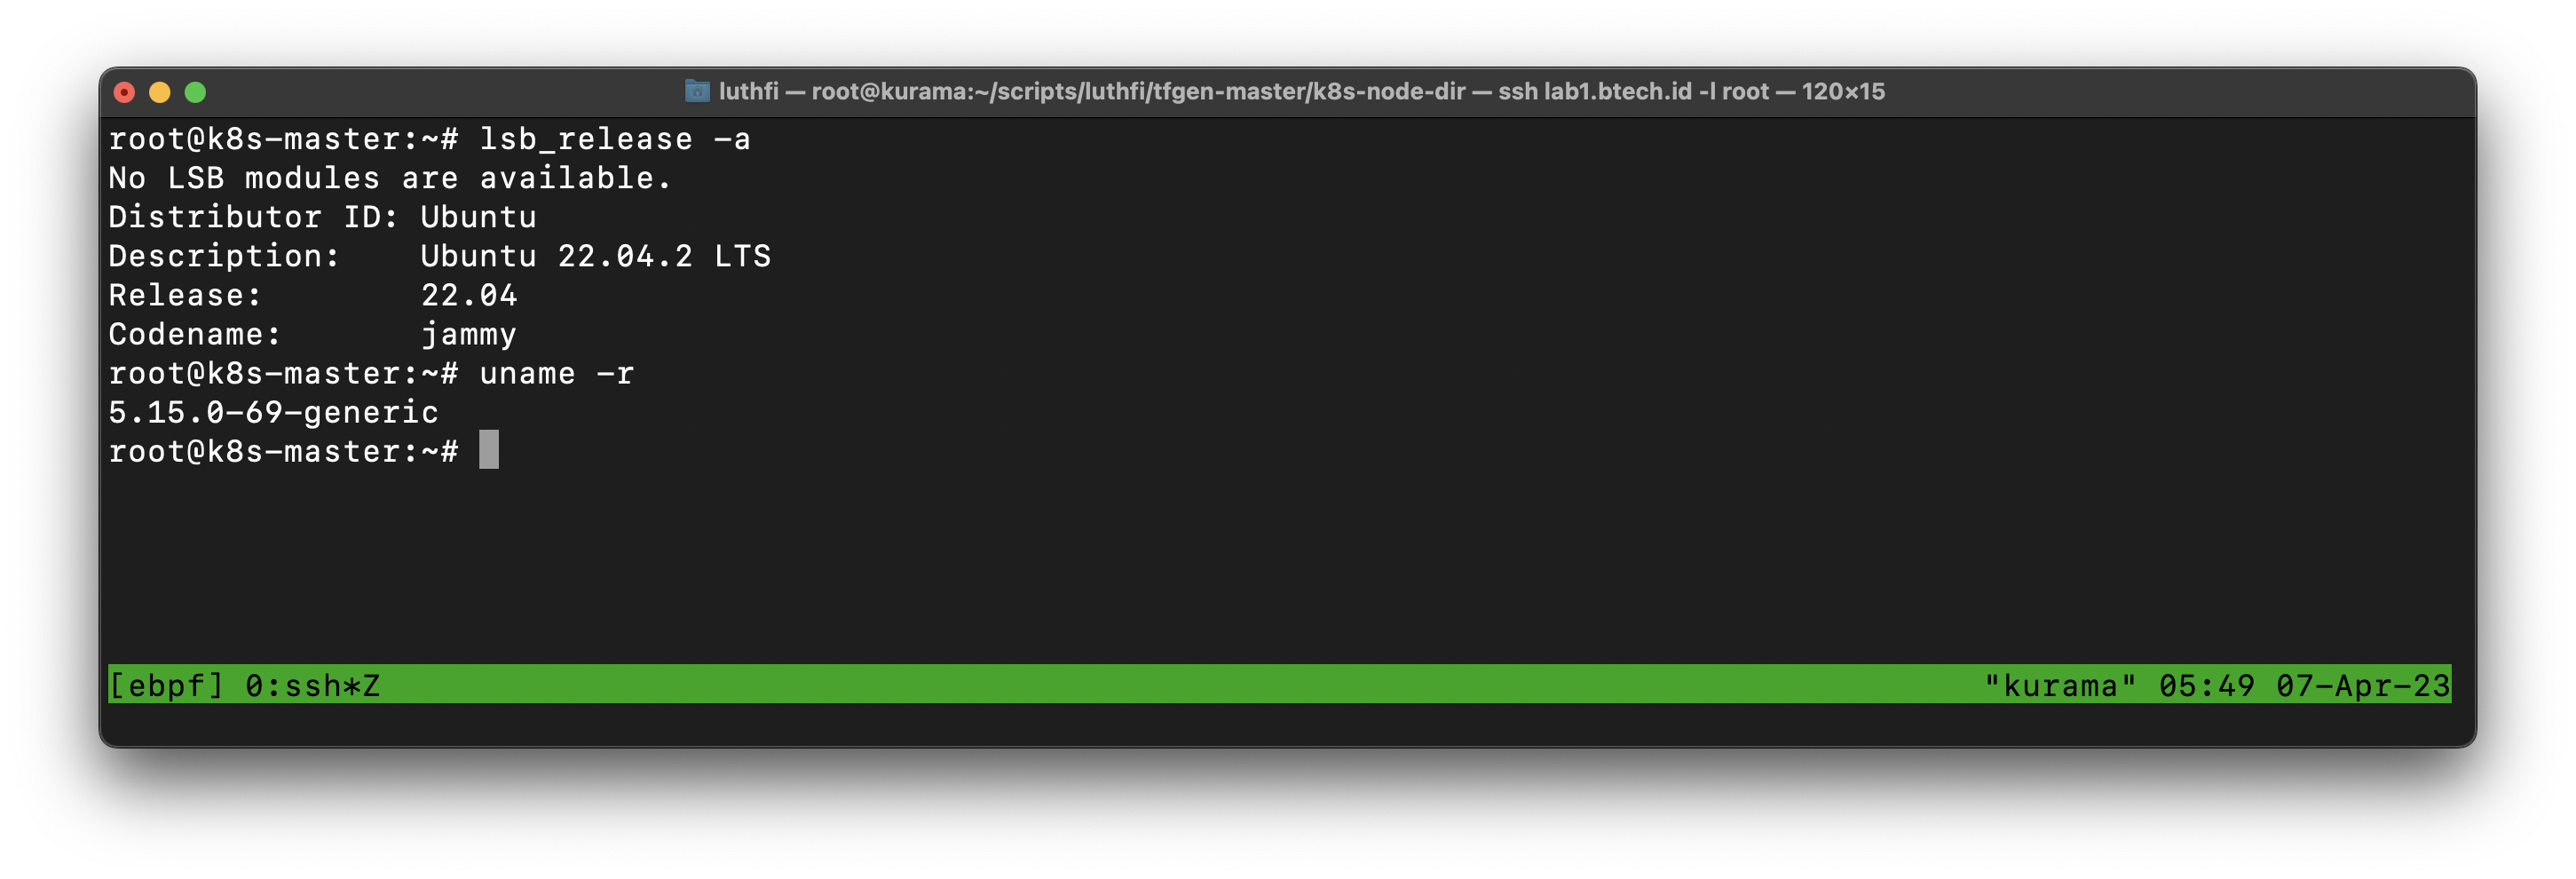 luthfi — root@kurama:~/scripts/luthfi/tfgen-master/k8s-node-dir — ssh lab1.btech.id -l root — 120×15
root@k8s-master:~# lsb_release -a
No LSB modules are available.
Distributor ID: Ubuntu
Description:    Ubuntu 22.04.2 LTS
Release:        22.04
Codename:       jammy
root@k8s-master:~# uname -r
5.15.0-69-generic
root@k8s-master:~#
[ebpf] 0:ssh*Z "kurama" 05:49 07-Apr-23